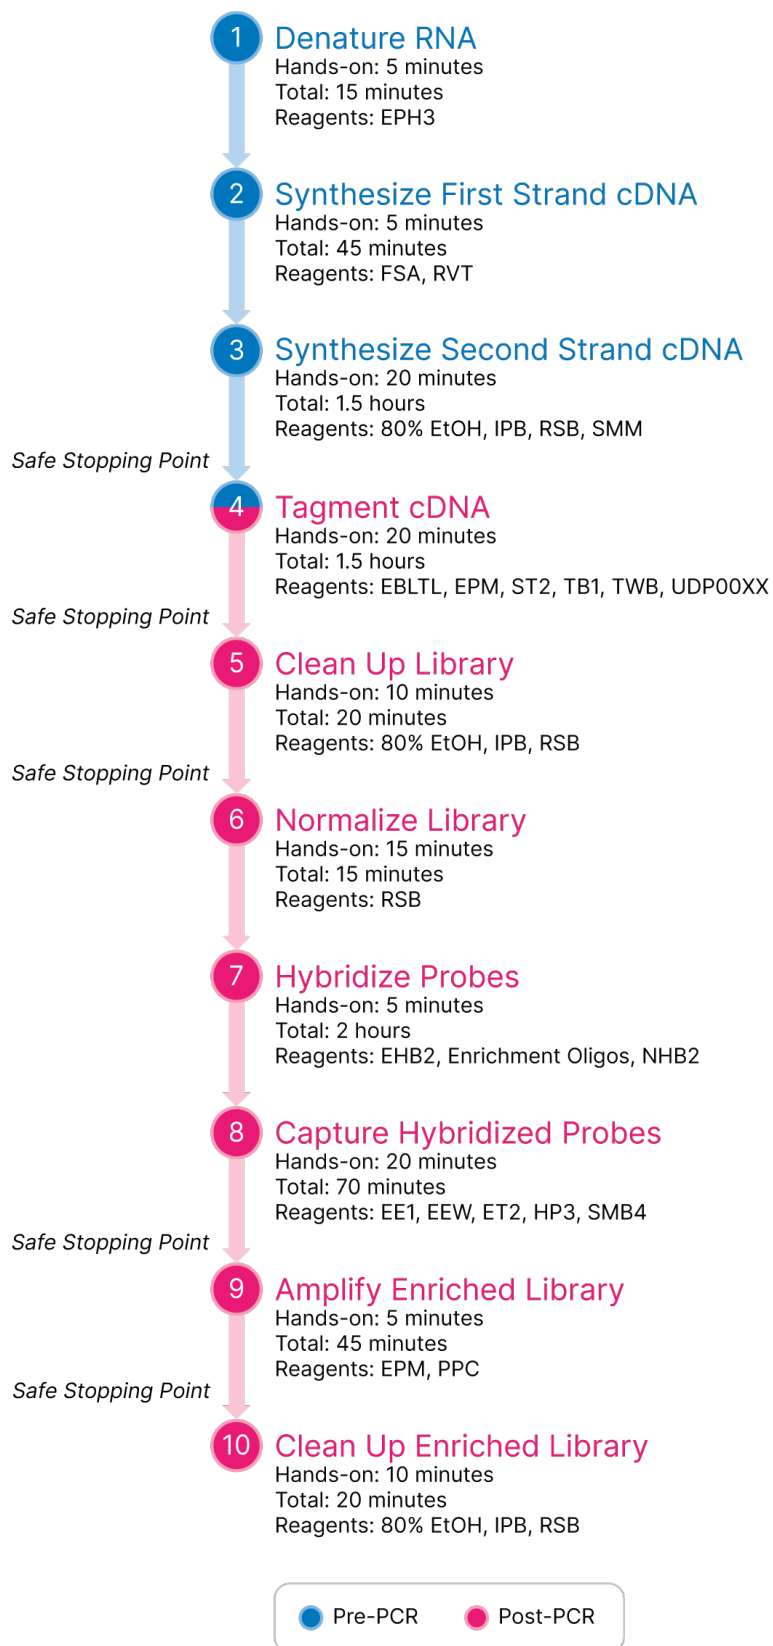 1
Denature RNA
Hands-on: 5 minutes
Total: 15 minutes
Reagents: EPH3
2
Synthesize First Strand cDNA
Hands-on: 5 minutes
Total: 45 minutes
Reagents: FSA, RVT
3
Synthesize Second Strand cDNA
Hands-on: 20 minutes
Total: 1.5 hours
Reagents: 80% EtOH, IPB, RSB, SMM
Safe Stopping Point
4
Tagment cDNA
Hands-on: 20 minutes
Total: 1.5 hours
Reagents: EBLTL, EPM, ST2, TB1, TWB, UDP00XX
Safe Stopping Point
5
Clean Up Library
Hands-on: 10 minutes
Total: 20 minutes
Reagents: 80% EtOH, IPB, RSB
Safe Stopping Point
6
Normalize Library
Hands-on: 15 minutes
Total: 15 minutes
Reagents: RSB
7
Hybridize Probes
Hands-on: 5 minutes
Total: 2 hours
Reagents: EHB2, Enrichment Oligos, NHB2
8
Capture Hybridized Probes
Hands-on: 20 minutes
Total: 70 minutes
Reagents: EE1, EEW, ET2, HP3, SMB4
Safe Stopping Point
9
Amplify Enriched Library
Hands-on: 5 minutes
Total: 45 minutes
Reagents: EPM, PPC
Safe Stopping Point
10
Clean Up Enriched Library
Hands-on: 10 minutes
Total: 20 minutes
Reagents: 80% EtOH, IPB, RSB
Pre-PCR
Post-PCR